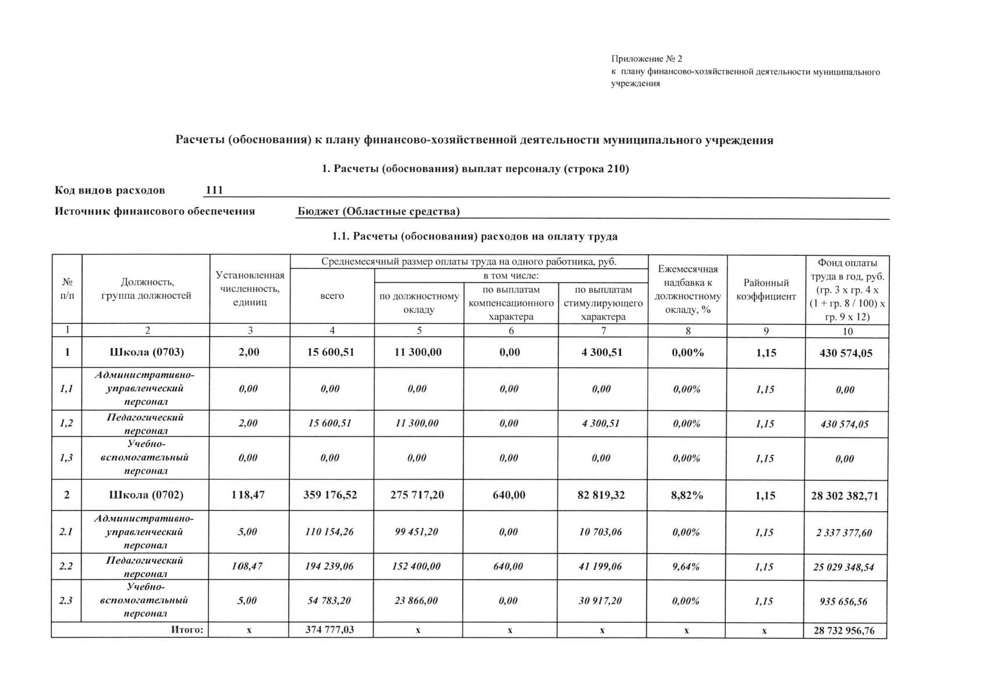 Приложение № 2
к плану финансово-хозяйственной деятельности муниципального
учреждения
Расчеты (обоснования) к плану финансово-хозяйственной деятельности муниципального учреждения
1. Расчеты (обоснования) выплат персоналу (строка 210)
Код видов расходов 111
Источник финансового обеспечения Бюджет (Областные средства)
1.1. Расчеты (обоснования) расходов на оплату труда
№
п/п
Должность,
группа должностей
Установленная
численность,
единиц
Среднемесячный размер оплаты труда на одного работника, руб.
всего
в том числе:
по должностному
окладу
по выплатам
компенсационного
характера
по выплатам
стимулирующего
характера
Ежемесячная
надбавка к
должностному
окладу, %
Районный
коэффициент
Фонд оплаты
труда в год, руб.
(гр. 3 х гр. 4 х
(1 + гр. 8 / 100) х
гр. 9 х 12)
1 2 3 4 5 6 7 8 9 10
1 Школа (0703) 2,00 15 600,51 11 300,00 0,00 4 300,51 0,00% 1,15 430 574,05
Административно-
управленческий
персонал
1,1 0,00 0,00 0,00 0,00 0,00 0,00% 1,15 0,00
Педагогический
персонал
1,2 2,00 15 600,51 11 300,00 0,00 4 300,51 0,00% 1,15 430 574,05
Учебно-
вспомогательный
персонал
1,3 0,00 0,00 0,00 0,00 0,00 0,00% 1,15 0,00
2 Школа (0702) 118,47 359 176,52 275 717,20 640,00 82 819,32 8,82% 1,15 28 302 382,71
Административно-
управленческий
персонал
2.1 5,00 110 154,26 99 451,20 0,00 10 703,06 0,00% 1,15 2 337 377,60
Педагогический
персонал
2.2 108,47 194 239,06 152 400,00 640,00 41 199,06 9,64% 1,15 25 029 348,54
Учебно-
вспомогательный
персонал
2.3 5,00 54 783,20 23 866,00 0,00 30 917,20 0,00% 1,15 935 656,56
Итого: х 374 777,03 х х х х х 28 732 956,76